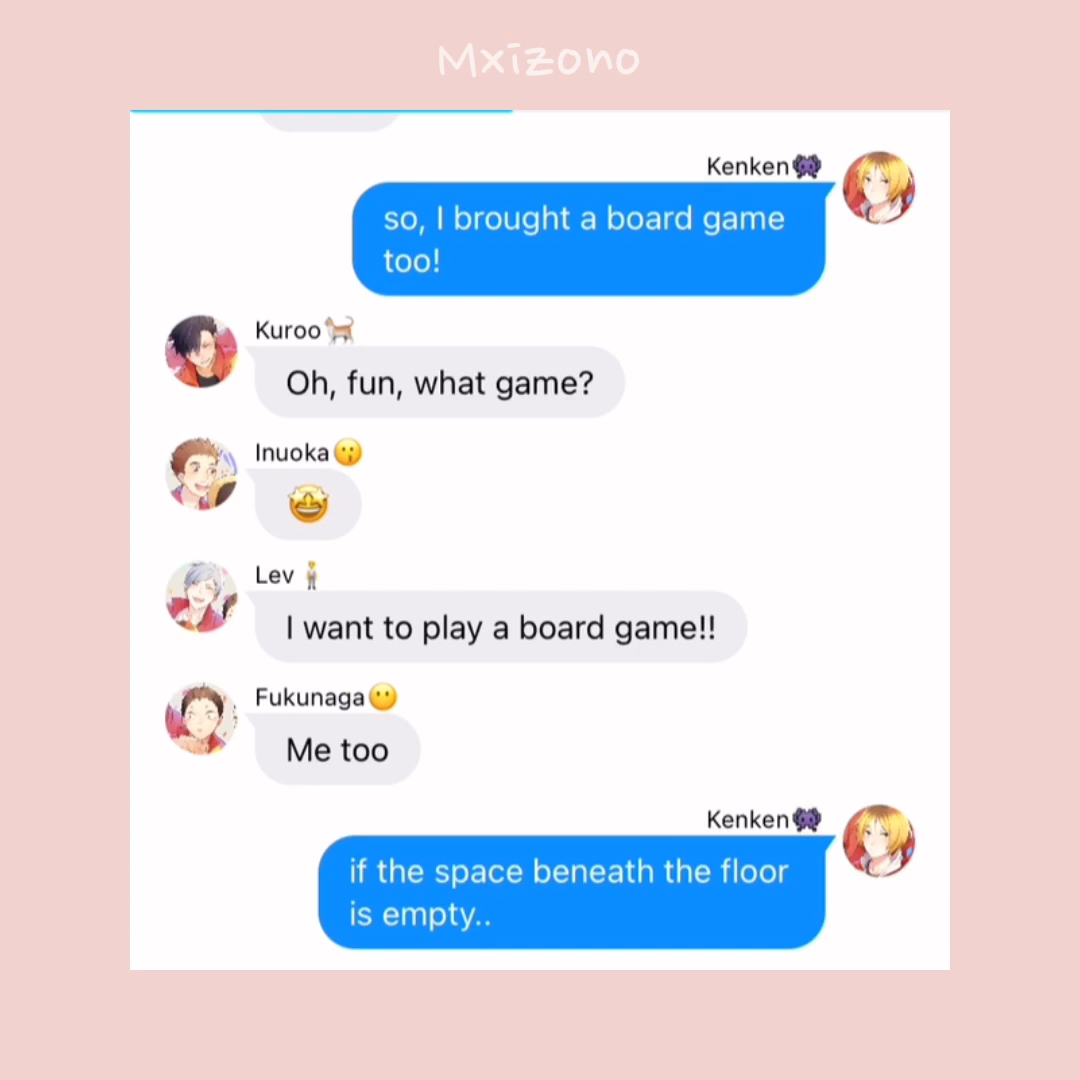 Mxizono
Kenken👾
so, I brought a board game
too!
Kuroo🐈
Oh, fun, what game?
Inuoka😗
🤩
Lev🧍
I want to play a board game!!
Fukunaga😶
Me too
Kenken👾
if the space beneath the floor
is empty..